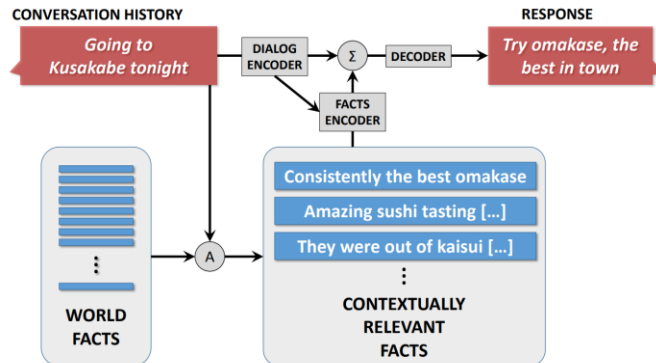 CONVERSATION HISTORY
RESPONSE
Going to
Kusakabe tonight
DIALOG
ENCODER
Σ
DECODER
Try omakase, the
best in town
FACTS
ENCODER
Consistently the best omakase
Amazing sushi tasting [...]
They were out of kaisui [...]
A
WORLD
FACTS
CONTEXTUALLY
RELEVANT
FACTS